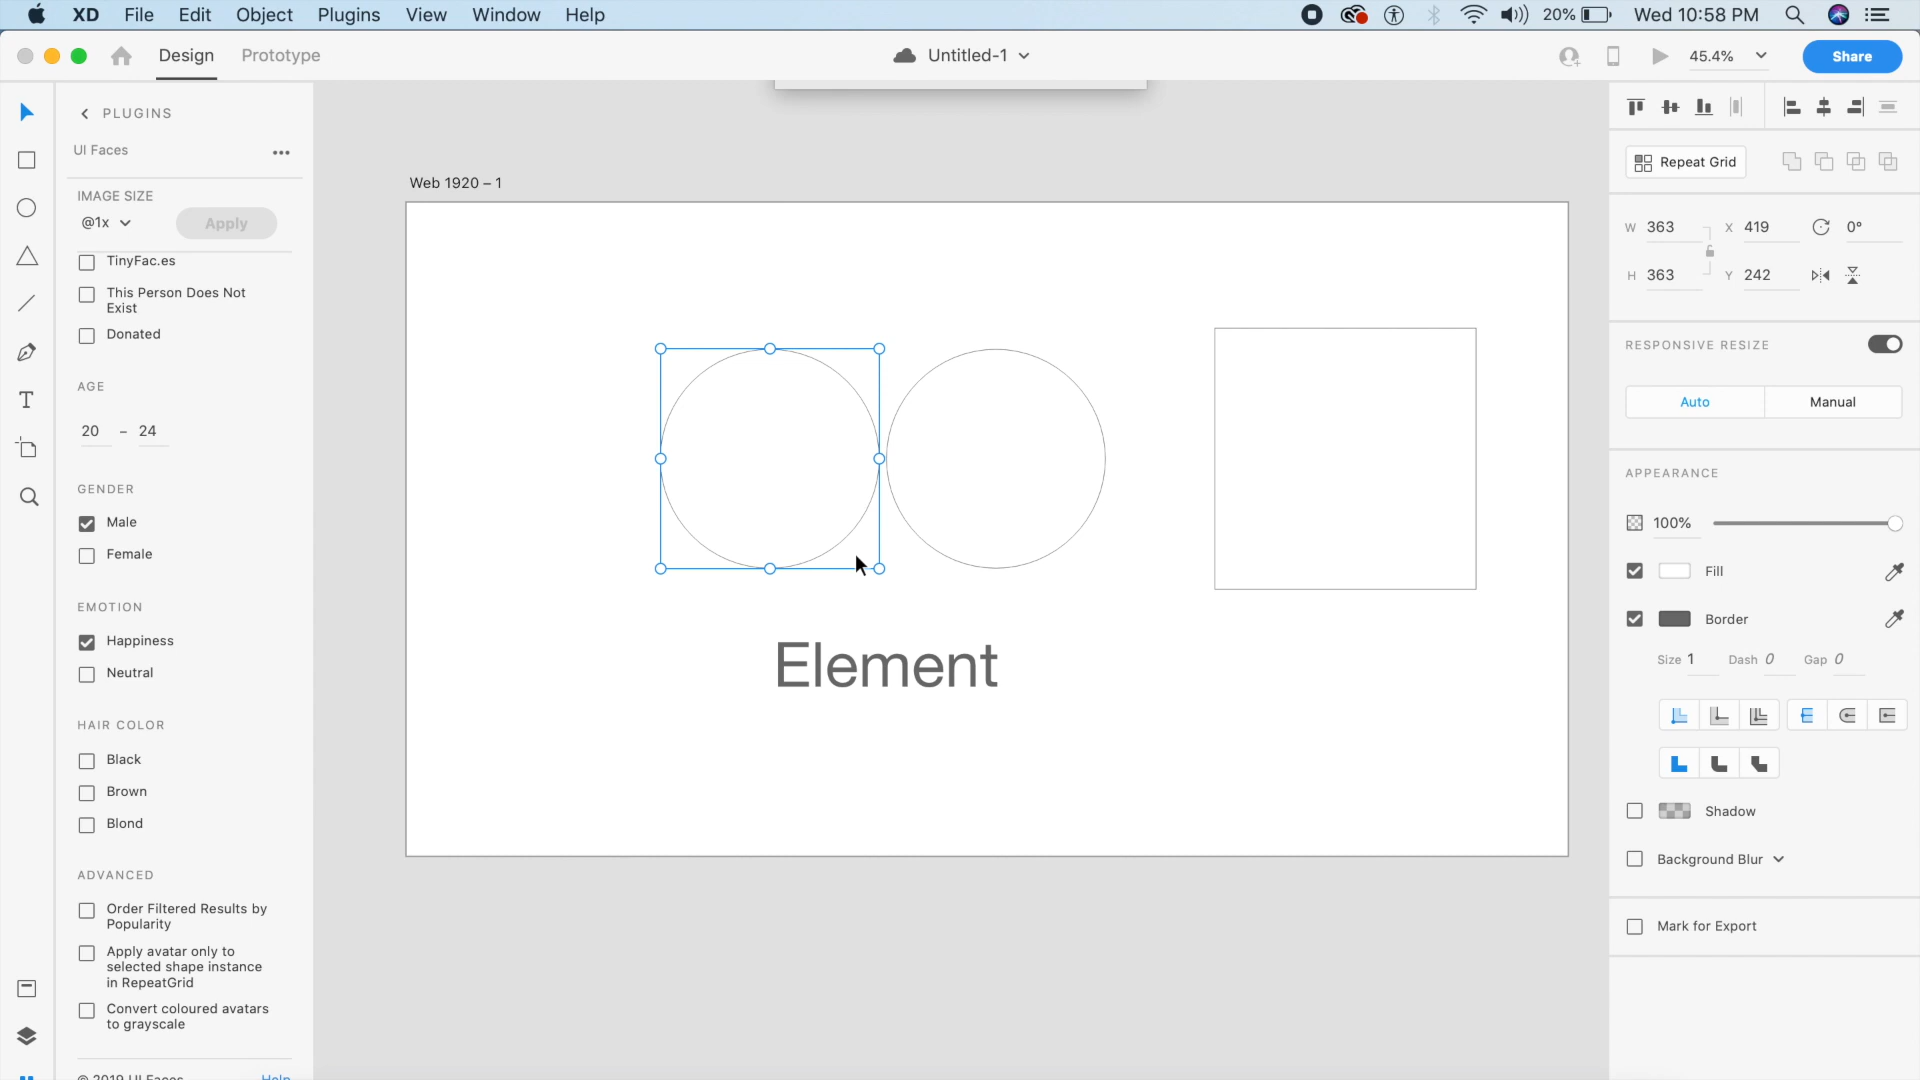 XD File Edit Object Plugins View Window Help 20% Wed 10:58 PM
Design Prototype Untitled-1 45.4% Share
PLUGINS
UI Faces
IMAGE SIZE
@1x Apply
TinyFac.es
This Person Does Not
Exist
Donated
AGE
20 – 24
GENDER
Male
Female
EMOTION
Happiness
Neutral
HAIR COLOR
Black
Brown
Blond
ADVANCED
Order Filtered Results by
Popularity
Apply avatar only to
selected shape instance
in RepeatGrid
Convert coloured avatars
to grayscale
© 2019 UI Faces Help
Web 1920 – 1
Element
Repeat Grid
W 363 X 419 0°
H 363 Y 242
RESPONSIVE RESIZE
Auto Manual
APPEARANCE
100%
Fill
Border
Size 1 Dash 0 Gap 0
Shadow
Background Blur
Mark for Export